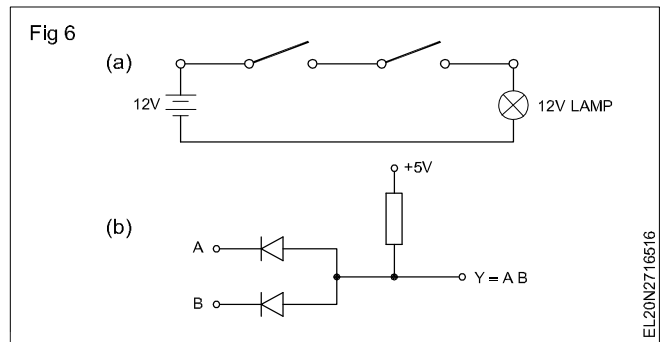 Fig 6
(a)
12V
12V LAMP
+5V
(b)
A
Y = A B
B
EL20N2716516